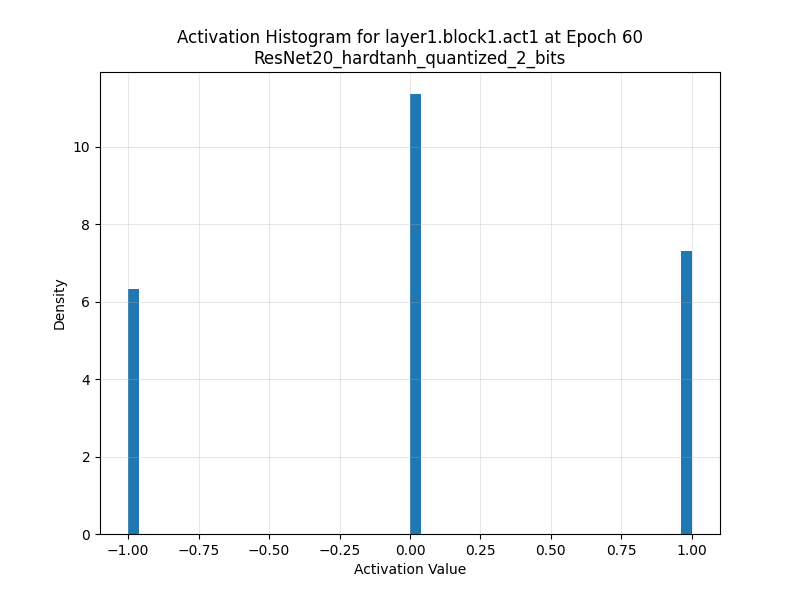 Activation Histogram for layer1.block1.act1 at Epoch 60
ResNet20_hardtanh_quantized_2_bits
10
8
6
4
2
0
Density
−1.00 −0.75 −0.50 −0.25 0.00 0.25 0.50 0.75 1.00
Activation Value